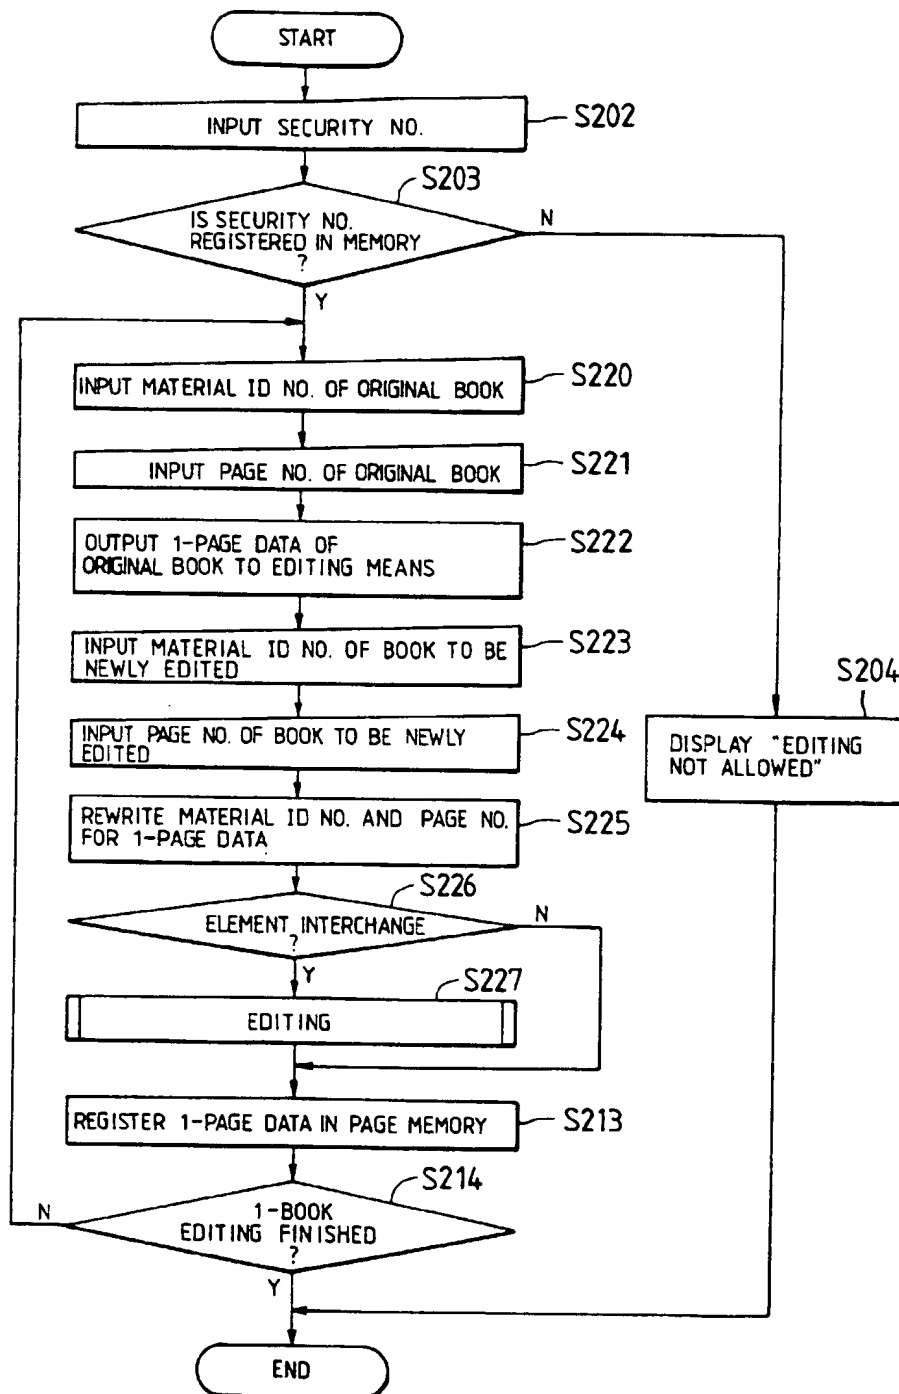 START
INPUT SECURITY NO.
S202
S203
IS SECURITY NO.
REGISTERED IN MEMORY
?
N
Y
INPUT MATERIAL ID NO. OF ORIGINAL BOOK
S220
INPUT PAGE NO. OF ORIGINAL BOOK
S221
OUTPUT 1-PAGE DATA OF
ORIGINAL BOOK TO EDITING MEANS
S222
INPUT MATERIAL ID NO. OF BOOK TO BE
NEWLY EDITED
S223
INPUT PAGE NO. OF BOOK TO BE NEWLY
EDITED
S224
S204
DISPLAY "EDITING
NOT ALLOWED"
REWRITE MATERIAL ID NO. AND PAGE NO.
FOR 1-PAGE DATA
S225
S226
ELEMENT INTERCHANGE
?
N
Y
S227
EDITING
REGISTER 1-PAGE DATA IN PAGE MEMORY
S213
S214
1-BOOK
EDITING FINISHED
?
N
Y
END